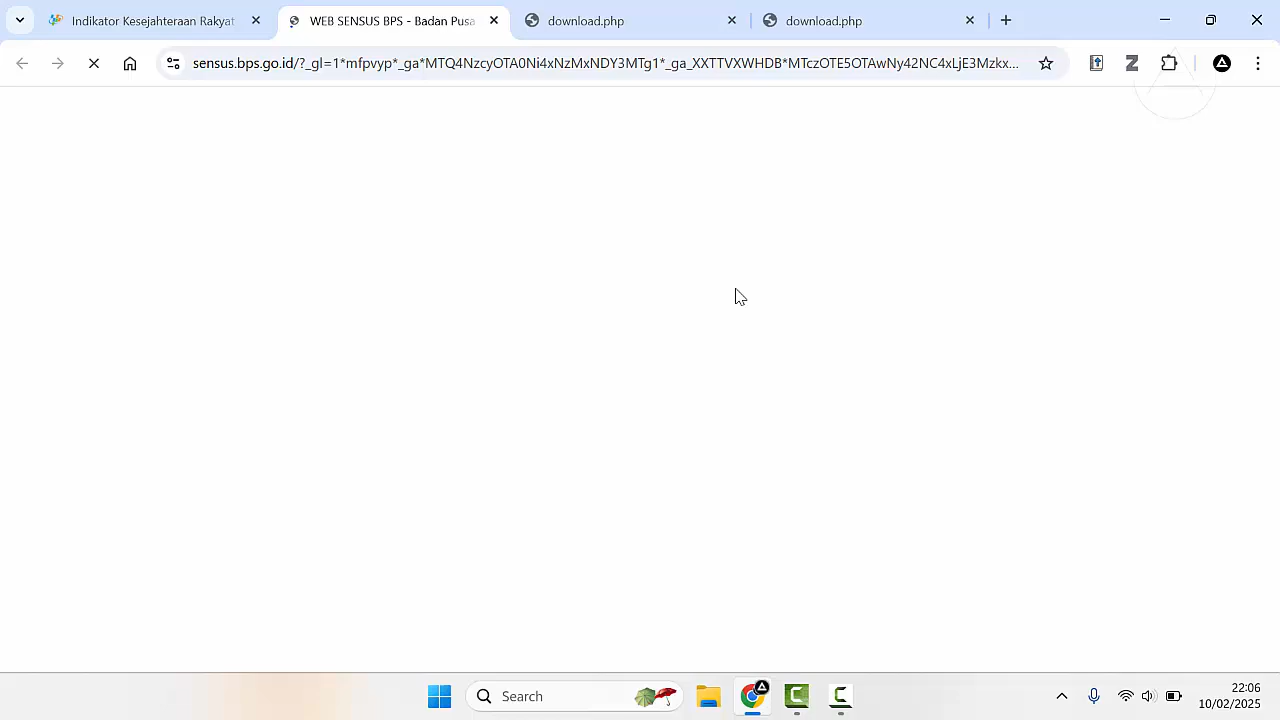 Indikator Kesejahteraan Rakyat
WEB SENSUS BPS - Badan Pusa
download.php
download.php
sensus.bps.go.id/?_gl=1*mfpvyp*_ga*MTQ4NzcyOTA0Ni4xNzMxNDY3MTg1*_ga_XXTTVXWHDB*MTczOTE5OTAwNy42NC4xLjE3Mzkx...
Search
22:06
10/02/2025